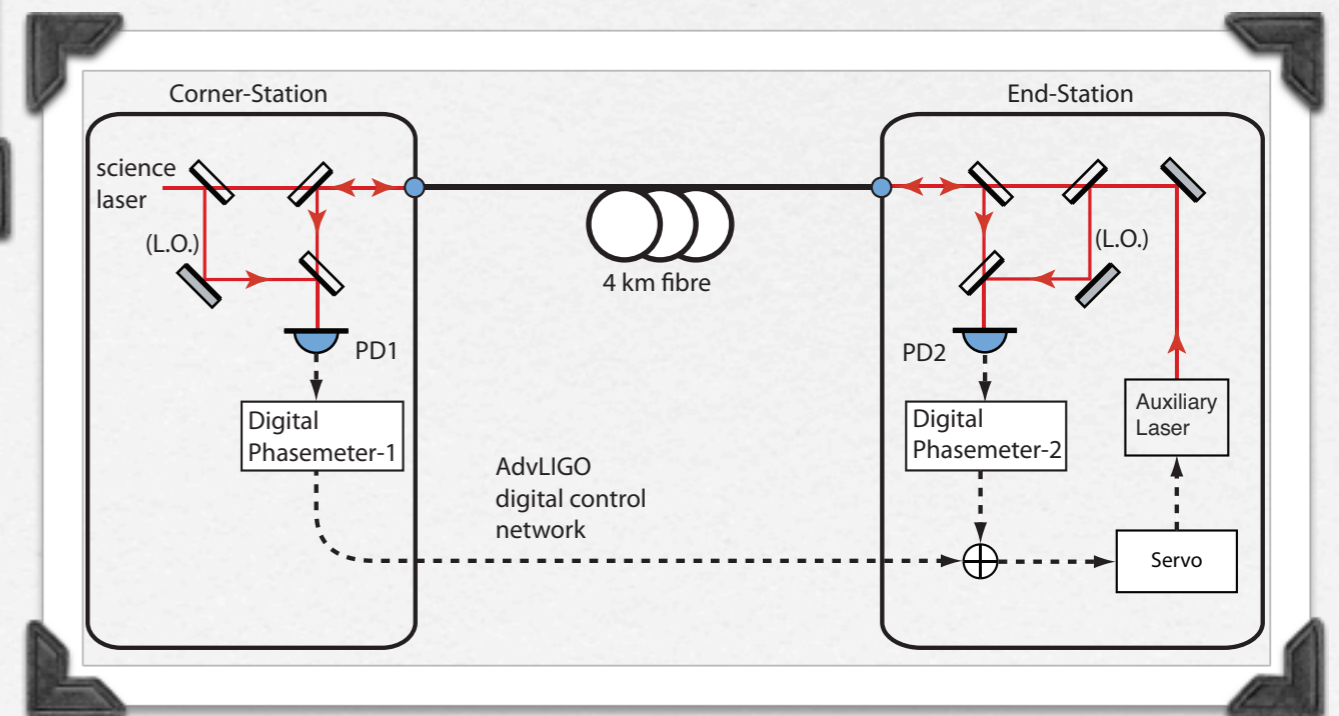 Corner-Station
End-Station
science
laser
(L.O.)
(L.O.)
4 km fibre
PD1
PD2
Digital
Phasemeter-1
Digital
Phasemeter-2
Auxiliary
Laser
AdvLIGO
digital control
network
Servo